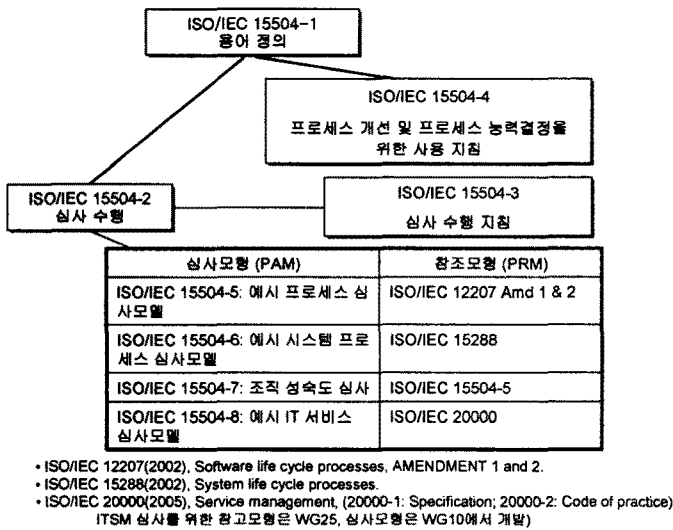 ISO/IEC 15504-1
용어 정의
ISO/IEC 15504-4
프로세스 개선 및 프로세스 능력결정을
위한 사용 지침
ISO/IEC 15504-2
심사 수행
ISO/IEC 15504-3
심사 수행 지침
심사모형 (PAM)
참조모형 (PRM)
ISO/IEC 15504-5: 예시 프로세스 심
사모델
ISO/IEC 12207 Amd 1 & 2
ISO/IEC 15504-6: 예시 시스템 프로
세스 심사모델
ISO/IEC 15288
ISO/IEC 15504-7: 조직 성숙도 심사
ISO/IEC 15504-5
ISO/IEC 15504-8: 예시 IT 서비스
심사모델
ISO/IEC 20000
• ISO/IEC 12207(2002), Software life cycle processes, AMENDMENT 1 and 2.
• ISO/IEC 15288(2002), System life cycle processes.
• ISO/IEC 20000(2005), Service management, (20000-1: Specification; 20000-2: Code of practice)
ITSM 심사를 위한 참고모형은 WG25, 심사모형은 WG10에서 개발)